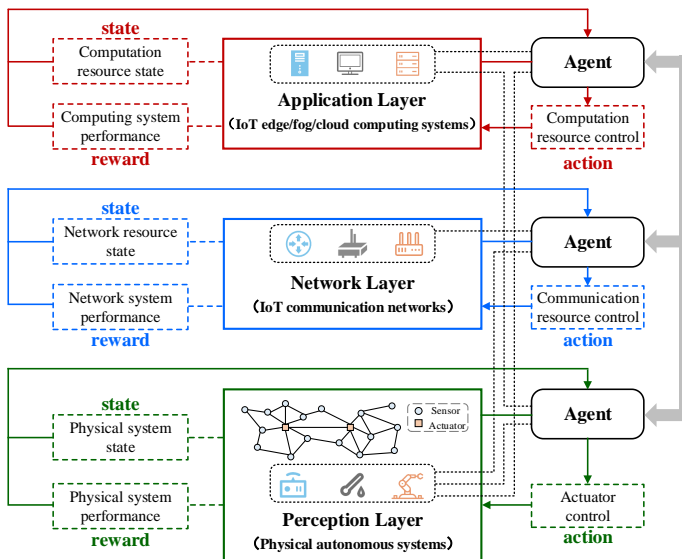 state
Computation
resource state
Computing system
performance
reward
Application Layer
(IoT edge/fog/cloud computing systems)
Agent
Computation
resource control
action
state
Network resource
state
Network system
performance
reward
Network Layer
(IoT communication networks)
Agent
Communication
resource control
action
state
Physical system
state
Physical system
performance
reward
Sensor
Actuator
Perception Layer
(Physical autonomous systems)
Agent
Actuator
control
action